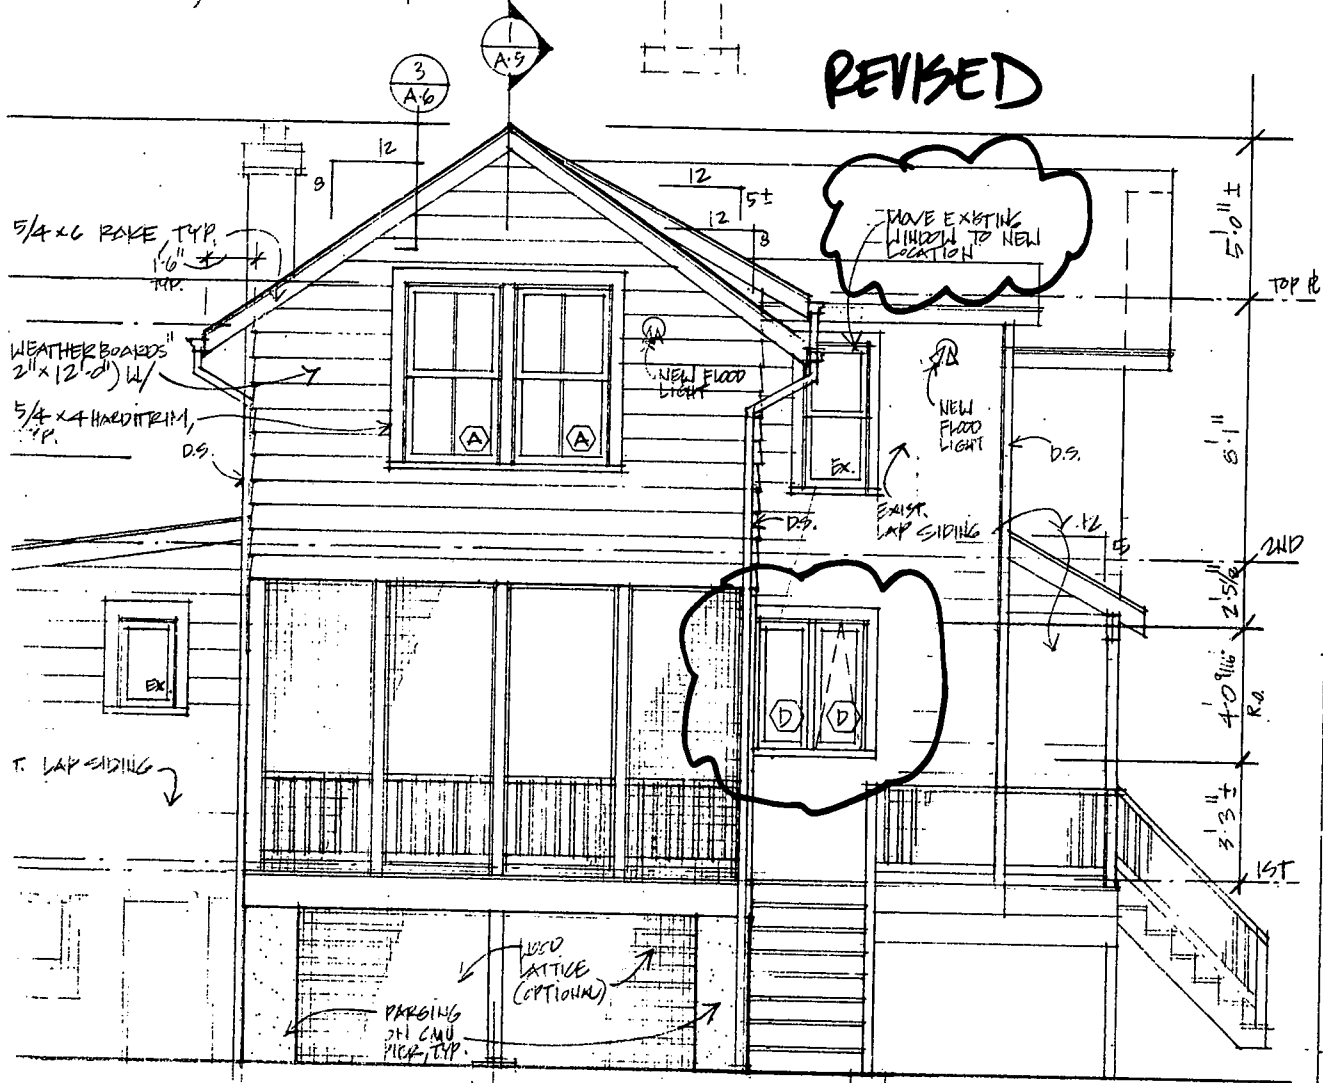 1
A.5
3
A.6
REVISED
12
8
12
5±
12
8
5'-0" ±
MOVE EXISTING
WINDOW TO NEW
LOCATION
5/4 x 6 RAKE, TYP.
1'-6"
TYP.
TOP PL
WEATHERBOARDS"
2" x 12'-0") W/
5/4 x 4 HARDITRIM,
D.S.
NEW FLOOD
LIGHT
NEW
FLOOD
LIGHT
A
A
EX.
D.S.
8'-1"
EXIST.
LAP SIDING
D.S.
12
5
2ND
2'-5 5/16"
EX.
D
D
4'-0 9/16"
R.O.
T. LAP SIDING
3'-3" ±
1ST
WOOD
LATTICE
(OPTIONAL)
PARGING
ON CMU
PIER, TYP.